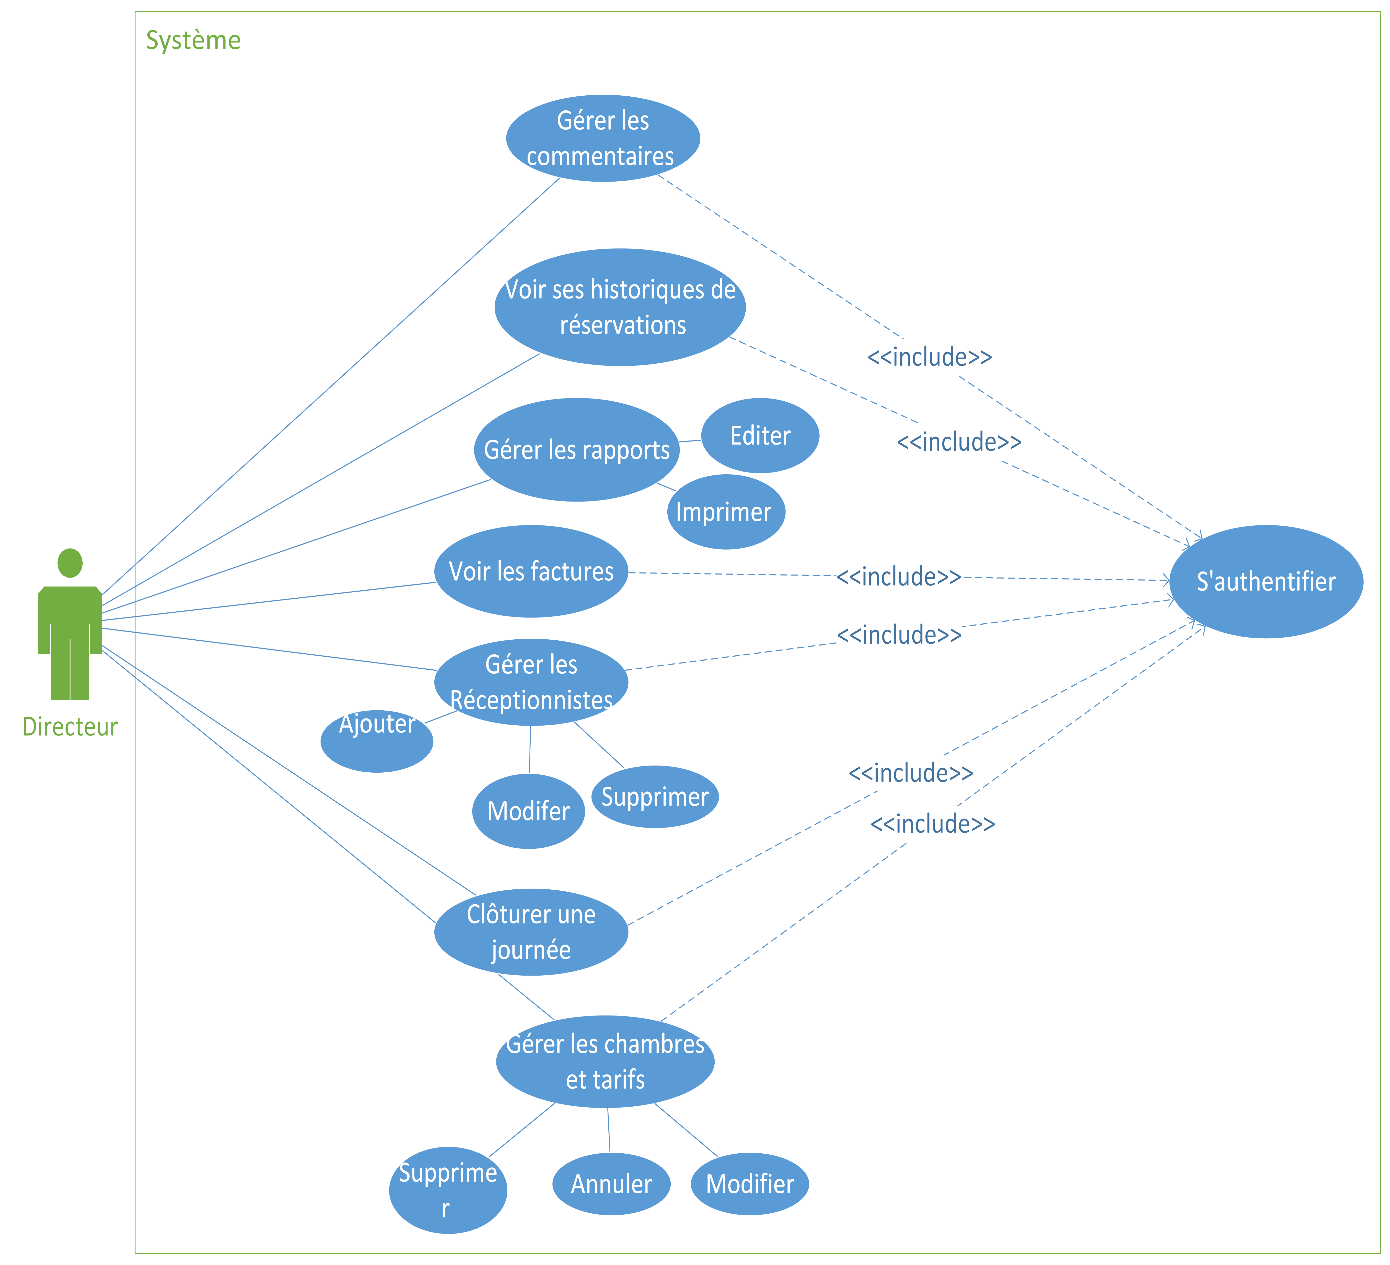 Système
Gérer les
commentaires
Voir ses historiques de
réservations
<<include>>
<<include>>
Gérer les rapports
Editer
Imprimer
Voir les factures
<<include>>
S'authentifier
<<include>>
Gérer les
Réceptionnistes
Directeur
Ajouter
Modifer
Supprimer
<<include>>
<<include>>
Clôturer une
journée
Gérer les chambres
et tarifs
Supprime
r
Annuler
Modifier